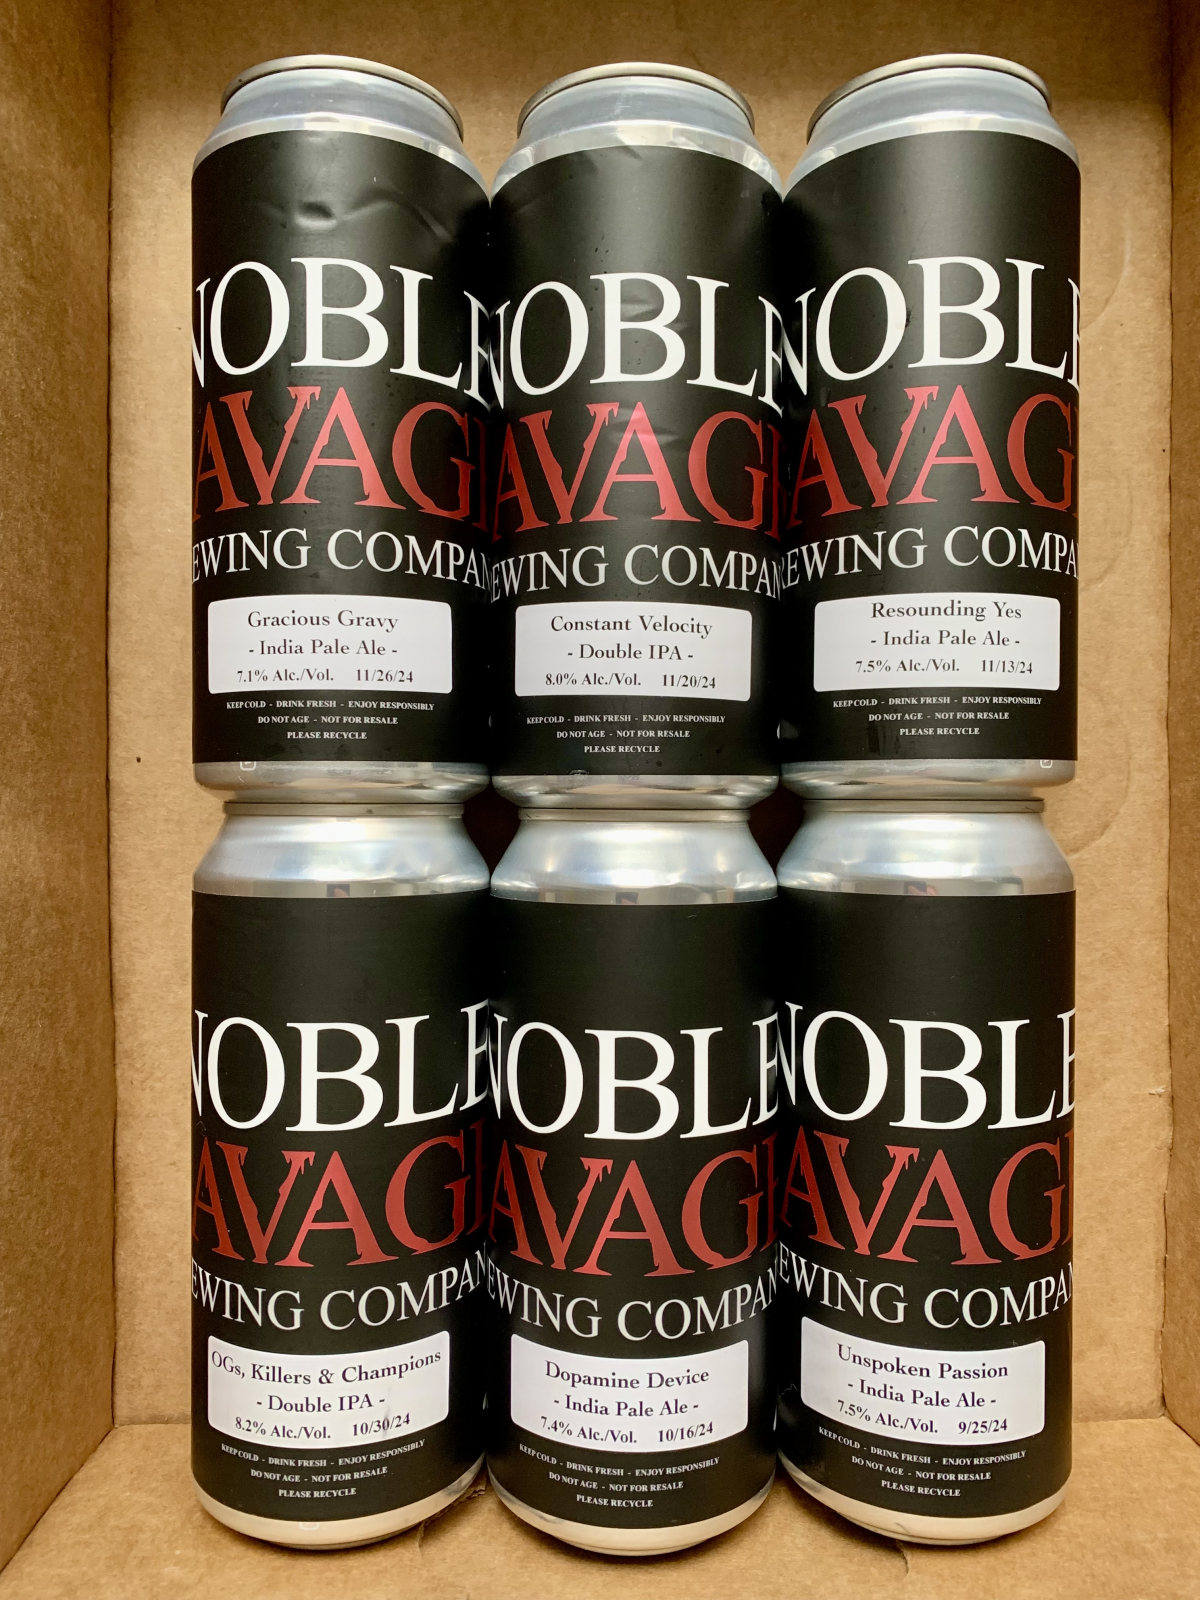 NOBLE
AVAG
EWING COMPAN
Gracious Gravy
- India Pale Ale -
7.1% Alc./Vol. 11/26/24
KEEP COLD - DRINK FRESH - ENJOY RESPONSIBLY
DO NOT AGE - NOT FOR RESALE
PLEASE RECYCLE
NOBLE
AVAG
EWING COMPAN
Constant Velocity
- Double IPA -
8.0% Alc./Vol. 11/20/24
KEEP COLD - DRINK FRESH - ENJOY RESPONSIBLY
DO NOT AGE - NOT FOR RESALE
PLEASE RECYCLE
NOBLE
AVAG
REWING COMPA
Resounding Yes
- India Pale Ale -
7.5% Alc./Vol. 11/13/24
KEEP COLD - DRINK FRESH - ENJOY RESPONSIBLY
DO NOT AGE - NOT FOR RESALE
PLEASE RECYCLE
NOBLE
AVAG
EWING COMPAN
OGs, Killers & Champions
- Double IPA -
8.2% Alc./Vol. 10/30/24
KEEP COLD - DRINK FRESH - ENJOY RESPONSIBLY
DO NOT AGE - NOT FOR RESALE
PLEASE RECYCLE
NOBLE
AVAG
EWING COMPAN
Dopamine Device
- India Pale Ale -
7.4% Alc./Vol. 10/16/24
KEEP COLD - DRINK FRESH - ENJOY RESPONSIBLY
DO NOT AGE - NOT FOR RESALE
PLEASE RECYCLE
NOBLE
AVAG
EWING COMPAN
Unspoken Passion
- India Pale Ale -
7.5% Alc./Vol. 9/25/24
KEEP COLD - DRINK FRESH - ENJOY RESPONSIBLY
DO NOT AGE - NOT FOR RESALE
PLEASE RECYCLE